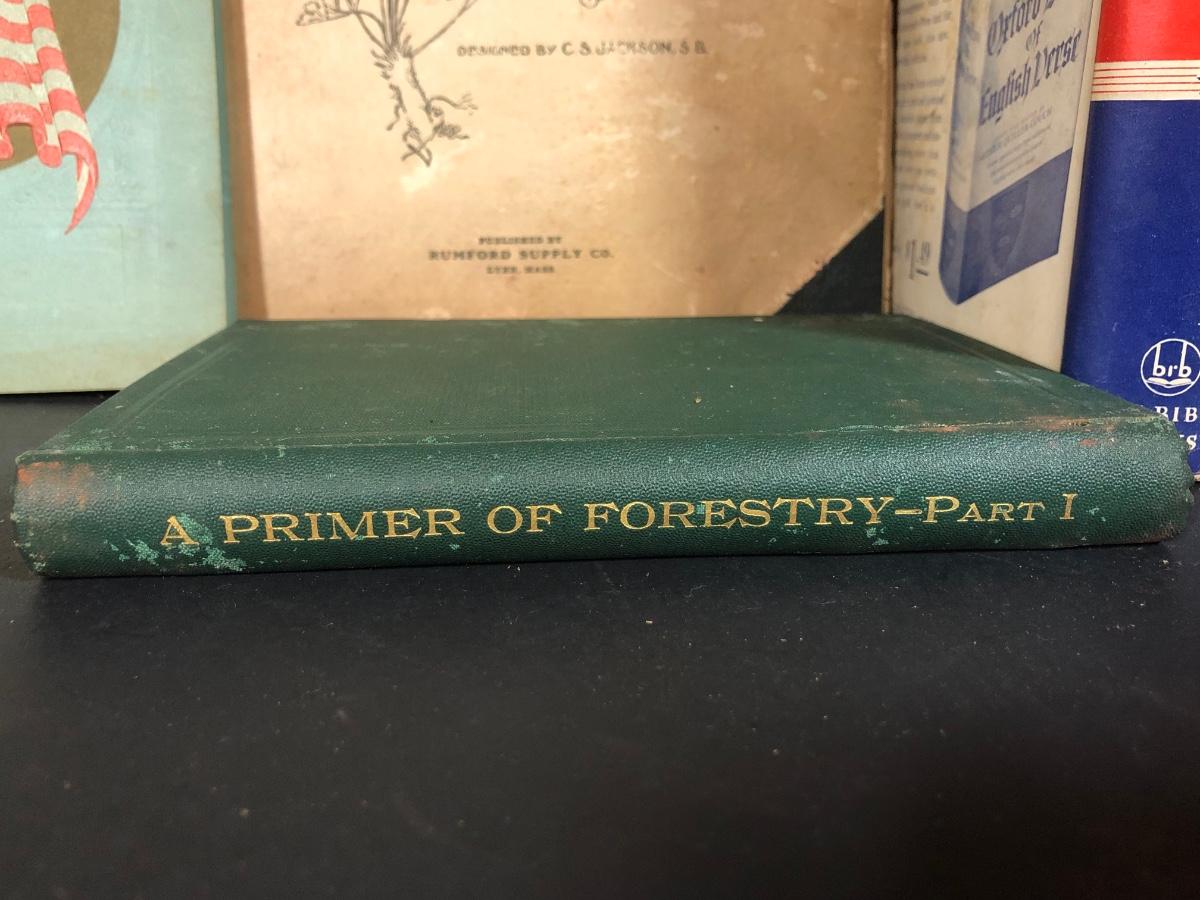 DESIGNED BY C S JACKSON, S B.
PUBLISHED BY
RUMFORD SUPPLY CO.
LYNN, MASS
Oxford
OF
English Verse
$1.49
brb
BIB
A PRIMER OF FORESTRY-PART I